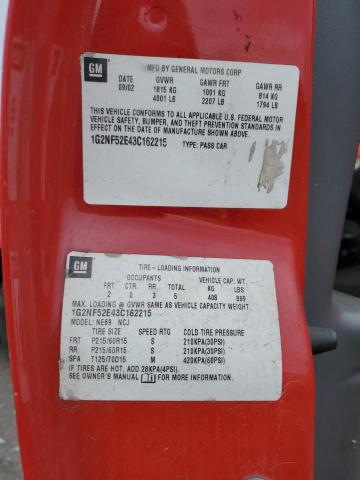 GM
MFD BY GENERAL MOTORS CORP
DATE GVWR GAWR FRT GAWR RR
09/02 1815 KG 1001 KG 814 KG
4001 LB 2207 LB 1794 LB
THIS VEHICLE CONFORMS TO ALL APPLICABLE U.S. FEDERAL MOTOR
VEHICLE SAFETY, BUMPER, AND THEFT PREVENTION STANDARDS IN
EFFECT ON THE DATE OF MANUFACTURE SHOWN ABOVE.
1G2NF52E43C162215 TYPE: PASS CAR
GM
TIRE-LOADING INFORMATION
OCCUPANTS VEHICLE CAP. WT.
FRT. CTR. RR. TOTAL KG LBS
2 0 3 5 408 899
MAX. LOADING @ GVWR SAME AS VEHICLE CAPACITY WEIGHT.
1G2NF52E43C162215
MODEL: NE69 NCJ
TIRE SIZE SPEED RTG COLD TIRE PRESSURE
FRT P215/60R15 S 210KPA(30PSI)
RR P215/60R15 S 210KPA(30PSI)
SPA T125/70D15 M 420KPA(60PSI)
IF TIRES ARE HOT, ADD 28KPA(4PSI).
SEE OWNER'S MANUAL FOR ADDITIONAL INFORMATION